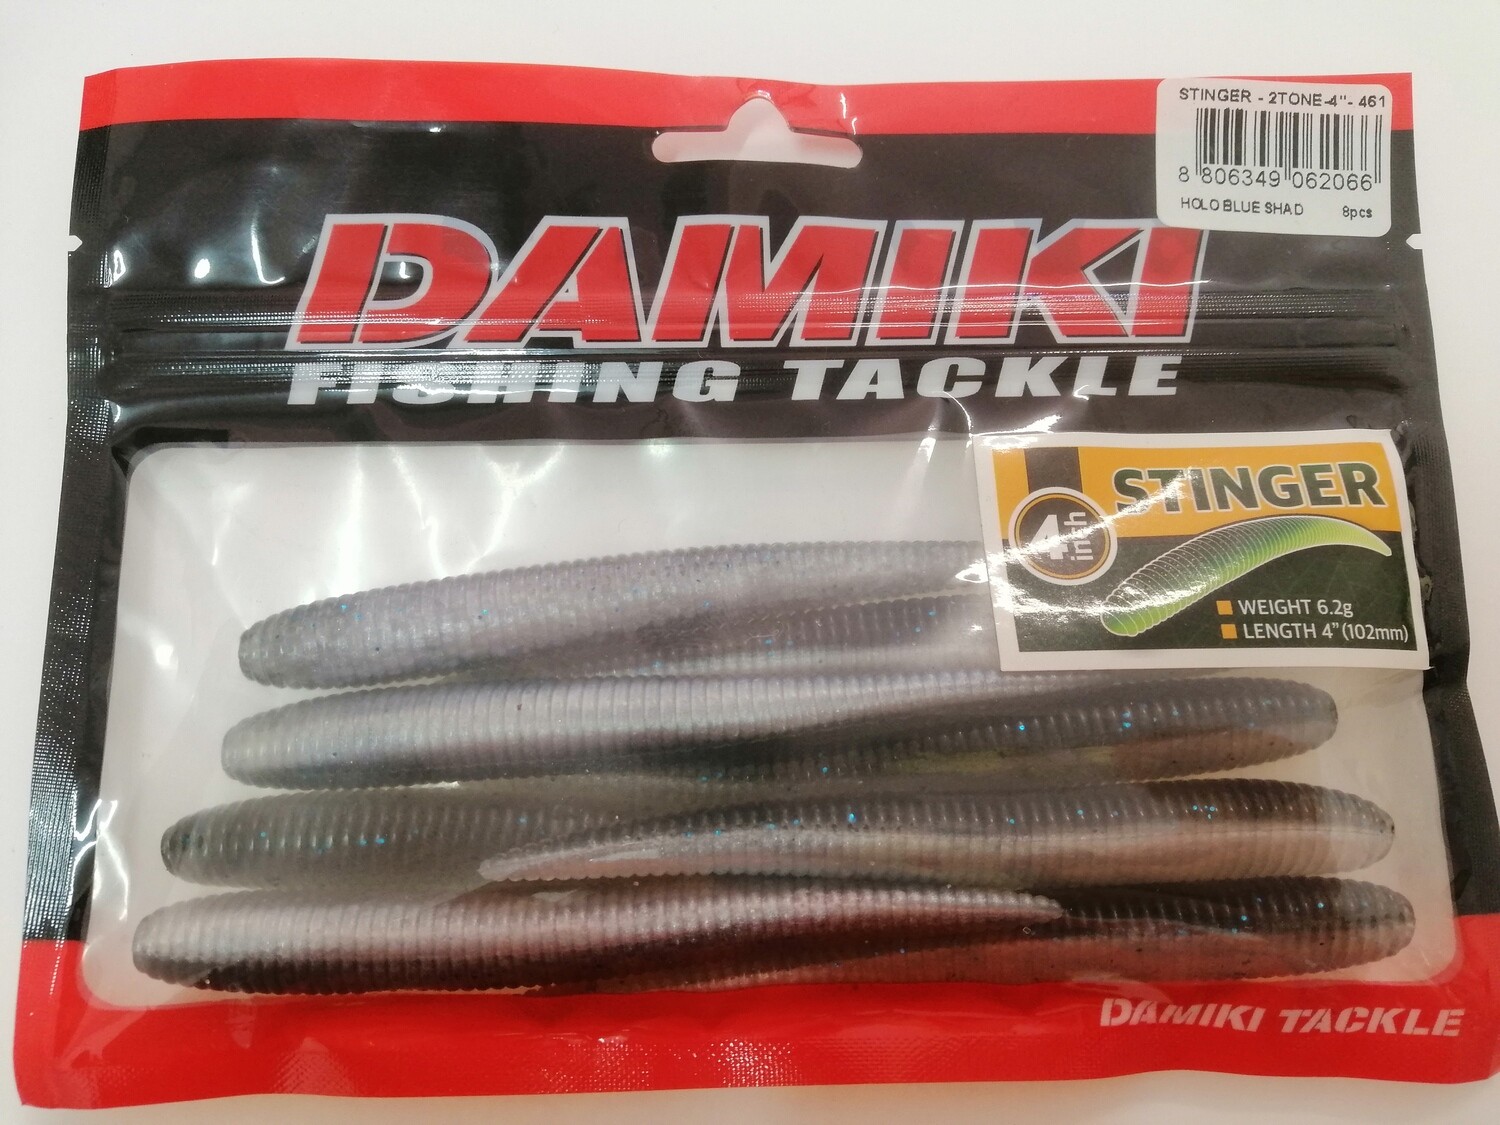 STINGER - 2TONE-4"- 461
8 806349 062066
HOLO BLUE SHAD 8pcs
DAMIKI
FISHING TACKLE
STINGER
4 inch
WEIGHT 6.2g
LENGTH 4" (102mm)
DAMIKI TACKLE